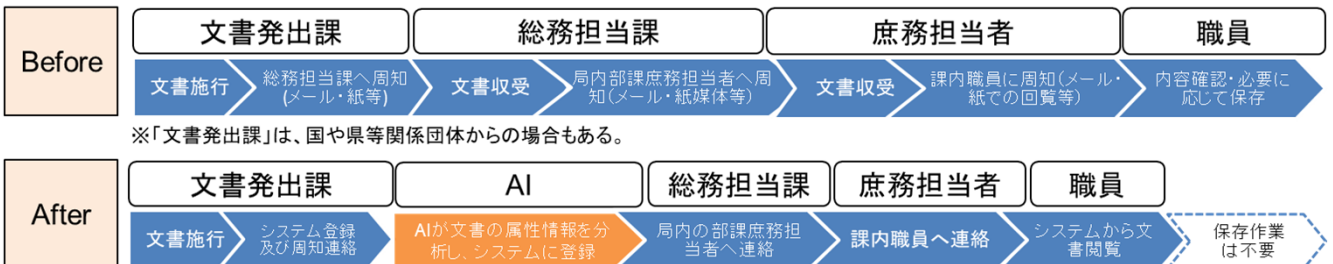 Before
文書発出課
総務担当課
庶務担当者
職員
文書施行
総務担当課へ周知
(メール・紙等)
文書収受
局内部課庶務担当者へ周
知(メール・紙媒体等)
文書収受
課内職員に周知(メール・
紙での回覧等)
内容確認・必要に
応じて保存
※「文書発出課」は、国や県等関係団体からの場合もある。
After
文書発出課
AI
総務担当課
庶務担当者
職員
文書施行
システム登録
及び周知連絡
AIが文書の属性情報を分
析し、システムに登録
局内の部課庶務担
当者へ連絡
課内職員へ連絡
システムから文
書閲覧
保存作業
は不要